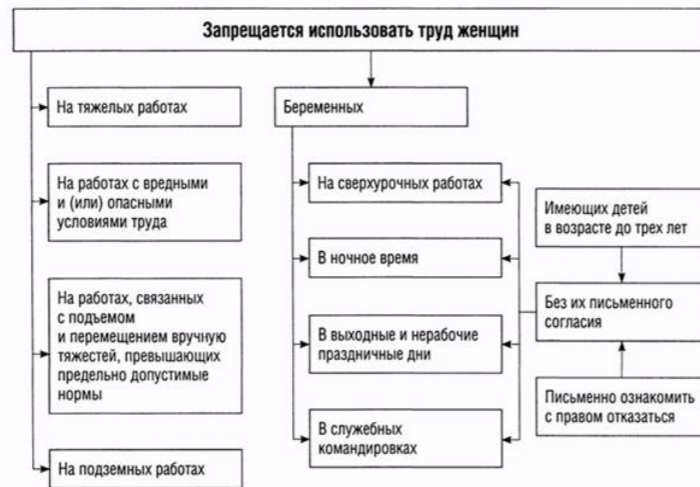 Запрещается использовать труд женщин
На тяжелых работах
На работах с вредными
и (или) опасными
условиями труда
На работах, связанных
с подъемом
и перемещением вручную
тяжестей, превышающих
предельно допустимые
нормы
На подземных работах
Беременных
На сверхурочных работах
В ночное время
В выходные и нерабочие
праздничные дни
В служебных
командировках
Имеющих детей
в возрасте до трех лет
Без их письменного
согласия
Письменно ознакомить
с правом отказаться